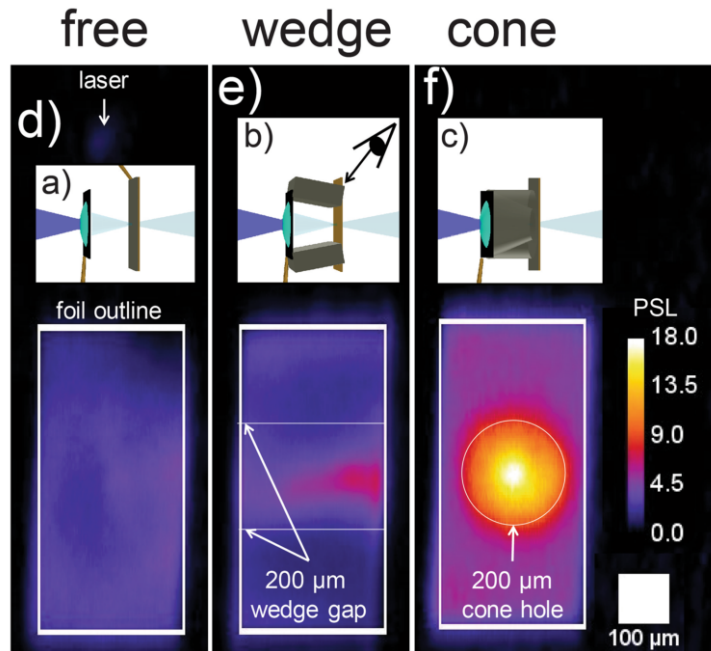 free wedge cone
laser
d) e) f)
a) b) c)
foil outline
PSL
18.0
13.5
9.0
4.5
0.0
200 µm
wedge gap
200 µm
cone hole
100 µm